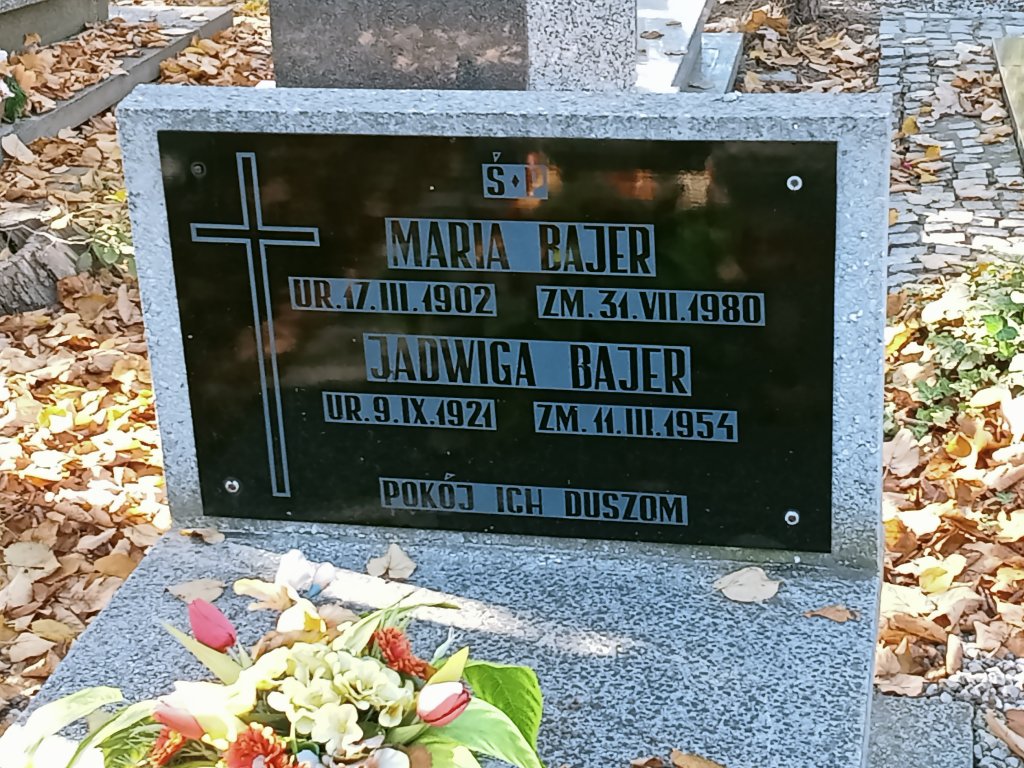 Ś•P
MARIA BAJER
UR.17.III.1902 ZM.31.VII.1980
JADWIGA BAJER
UR.9.IX.1921 ZM.11.III.1954
POKÓJ ICH DUSZOM